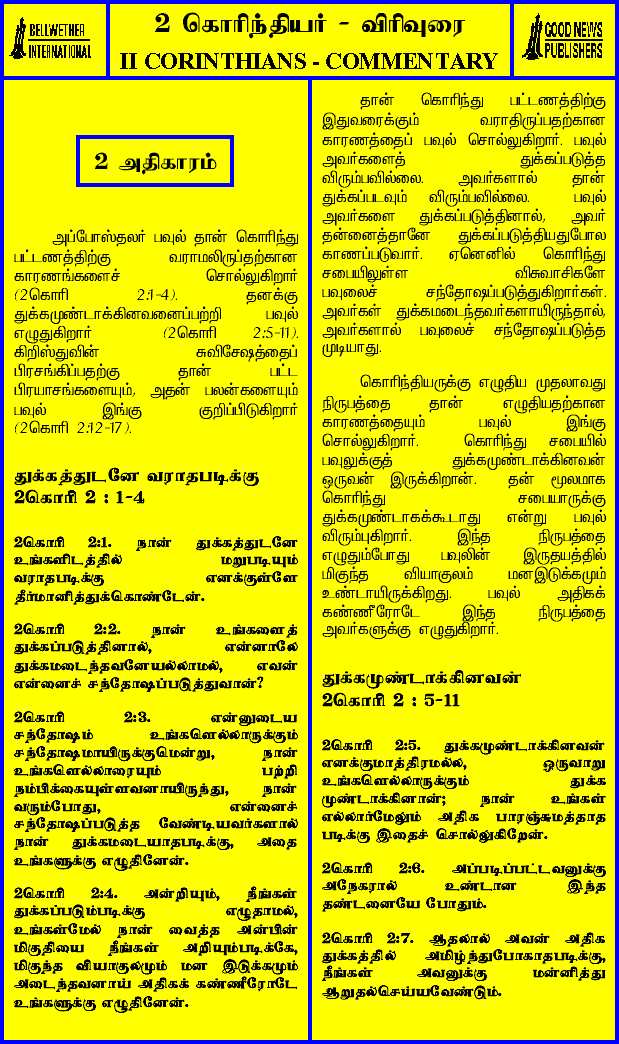 BELLWETHER
INTERNATIONAL
2 கொரிந்தியர் - விரிவுரை
II CORINTHIANS - COMMENTARY
GOOD NEWS
PUBLISHERS
2 அதிகாரம்
அப்போஸ்தலர் பவுல் தான் கொரிந்து
பட்டணத்திற்கு வராமலிருப்தற்கான
காரணங்களைச் சொல்லுகிறார்
(2கொரி 2:1-4). தனக்கு
துக்கமுண்டாக்கினவனைப்பற்றி பவுல்
எழுதுகிறார் (2கொரி 2:5-11).
கிறிஸ்துவின் சுவிசேஷத்தைப்
பிரசங்கிப்பதற்கு தான் பட்ட
பிரயாசங்களையும், அதன் பலன்களையும்
பவுல் இங்கு குறிப்பிடுகிறார்
(2கொரி 2:12-17).
துக்கத்துடனே வராதபடிக்கு
2கொரி 2 : 1-4
2கொரி 2:1. நான் துக்கத்துடனே
உங்களிடத்தில் மறுபடியும்
வராதபடிக்கு எனக்குள்ளே
தீர்மானித்துக்கொண்டேன்.
2கொரி 2:2. நான் உங்களைத்
துக்கப்படுத்தினால், என்னாலே
துக்கமடைந்தவனேயல்லாமல், எவன்
என்னைச் சந்தோஷப்படுத்துவான்?
2கொரி 2:3. என்னுடைய
சந்தோஷம் உங்களெல்லாருக்கும்
சந்தோஷமாயிருக்குமென்று, நான்
உங்களெல்லாரையும் பற்றி
நம்பிக்கையுள்ளவனாயிருந்து, நான்
வரும்போது, என்னைச்
சந்தோஷப்படுத்த வேண்டியவர்களால்
நான் துக்கமடையாதபடிக்கு, அதை
உங்களுக்கு எழுதினேன்.
2கொரி 2:4. அன்றியும், நீங்கள்
துக்கப்படும்படிக்கு எழுதாமல்,
உங்கள்மேல் நான் வைத்த அன்பின்
மிகுதியை நீங்கள் அறியும்படிக்கே,
மிகுந்த வியாகுலமும் மன இடுக்கமும்
அடைந்தவனாய் அதிகக் கண்ணீரோடே
உங்களுக்கு எழுதினேன்.
தான் கொரிந்து பட்டணத்திற்கு
இதுவரைக்கும் வராதிருப்பதற்கான
காரணத்தைப் பவுல் சொல்லுகிறார். பவுல்
அவர்களைத் துக்கப்படுத்த
விரும்பவில்லை. அவர்களால் தான்
துக்கப்படவும் விரும்பவில்லை. பவுல்
அவர்களை துக்கப்படுத்தினால், அவர்
தன்னைத்தானே துக்கப்படுத்தியதுபோல
காணப்படுவார். ஏனெனில் கொரிந்து
சபையிலுள்ள விசுவாசிகளே
பவுலைச் சந்தோஷப்படுத்துகிறார்கள்.
அவர்கள் துக்கமடைந்தவர்களாயிருந்தால்,
அவர்களால் பவுலைச் சந்தோஷப்படுத்த
முடியாது.
கொரிந்தியருக்கு எழுதிய முதலாவது
நிருபத்தை தான் எழுதியதற்கான
காரணத்தையும் பவுல் இங்கு
சொல்லுகிறார். கொரிந்து சபையில்
பவுலுக்குத் துக்கமுண்டாக்கினவன்
ஒருவன் இருக்கிறான். தன் மூலமாக
கொரிந்து சபையாருக்கு
துக்கமுண்டாகக்கூடாது என்று பவுல்
விரும்புகிறார். இந்த நிருபத்தை
எழுதும்போது பவுலின் இருதயத்தில்
மிகுந்த வியாகுலம் மனஇடுக்கமும்
உண்டாயிருக்கிறது. பவுல் அதிகக்
கண்ணீரோடே இந்த நிருபத்தை
அவர்களுக்கு எழுதுகிறார்.
துக்கமுண்டாக்கினவன்
2கொரி 2 : 5-11
2கொரி 2:5. துக்கமுண்டாக்கினவன்
எனக்குமாத்திரமல்ல, ஒருவாறு
உங்களெல்லாருக்கும் துக்க
முண்டாக்கினான்; நான் உங்கள்
எல்லார்மேலும் அதிக பாரஞ்சுமத்தாத
படிக்கு இதைச் சொல்லுகிறேன்.
2கொரி 2:6. அப்படிப்பட்டவனுக்கு
அநேகரால் உண்டான இந்த
தண்டனையே போதும்.
2கொரி 2:7. ஆதலால் அவன் அதிக
துக்கத்தில் அமிழ்ந்துபோகாதபடிக்கு,
நீங்கள் அவனுக்கு மன்னித்து
ஆறுதல்செய்யவேண்டும்.